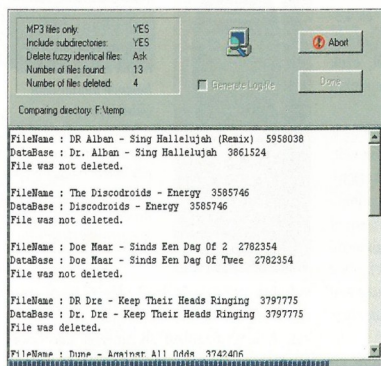 MP3 files only: YES
Include subdirectories: YES
Delete fuzzy identical files: Ask
Number of files found: 13
Number of files deleted: 4
Abort
Generate Logfile
Done
Comparing directory: F:\temp
FileName : DR Alban - Sing Hallelujah (Remix) 5958038
DataBase : Dr. Alban - Sing Hallelujah 3861524
File was not deleted.
FileName : The Discodroids - Energy 3585746
DataBase : Discodroids - Energy 3585746
File was not deleted.
FileName : Doe Maar - Sinds Een Dag Of 2 2782354
DataBase : Doe Maar - Sinds Een Dag Of Twee 2782354
File was not deleted.
FileName : DR Dre - Keep Their Heads Ringing 3797775
DataBase : Dr. Dre - Keep Their Heads Ringing 3797775
File was deleted.
FileName : Dune - Against All Odds 3742406